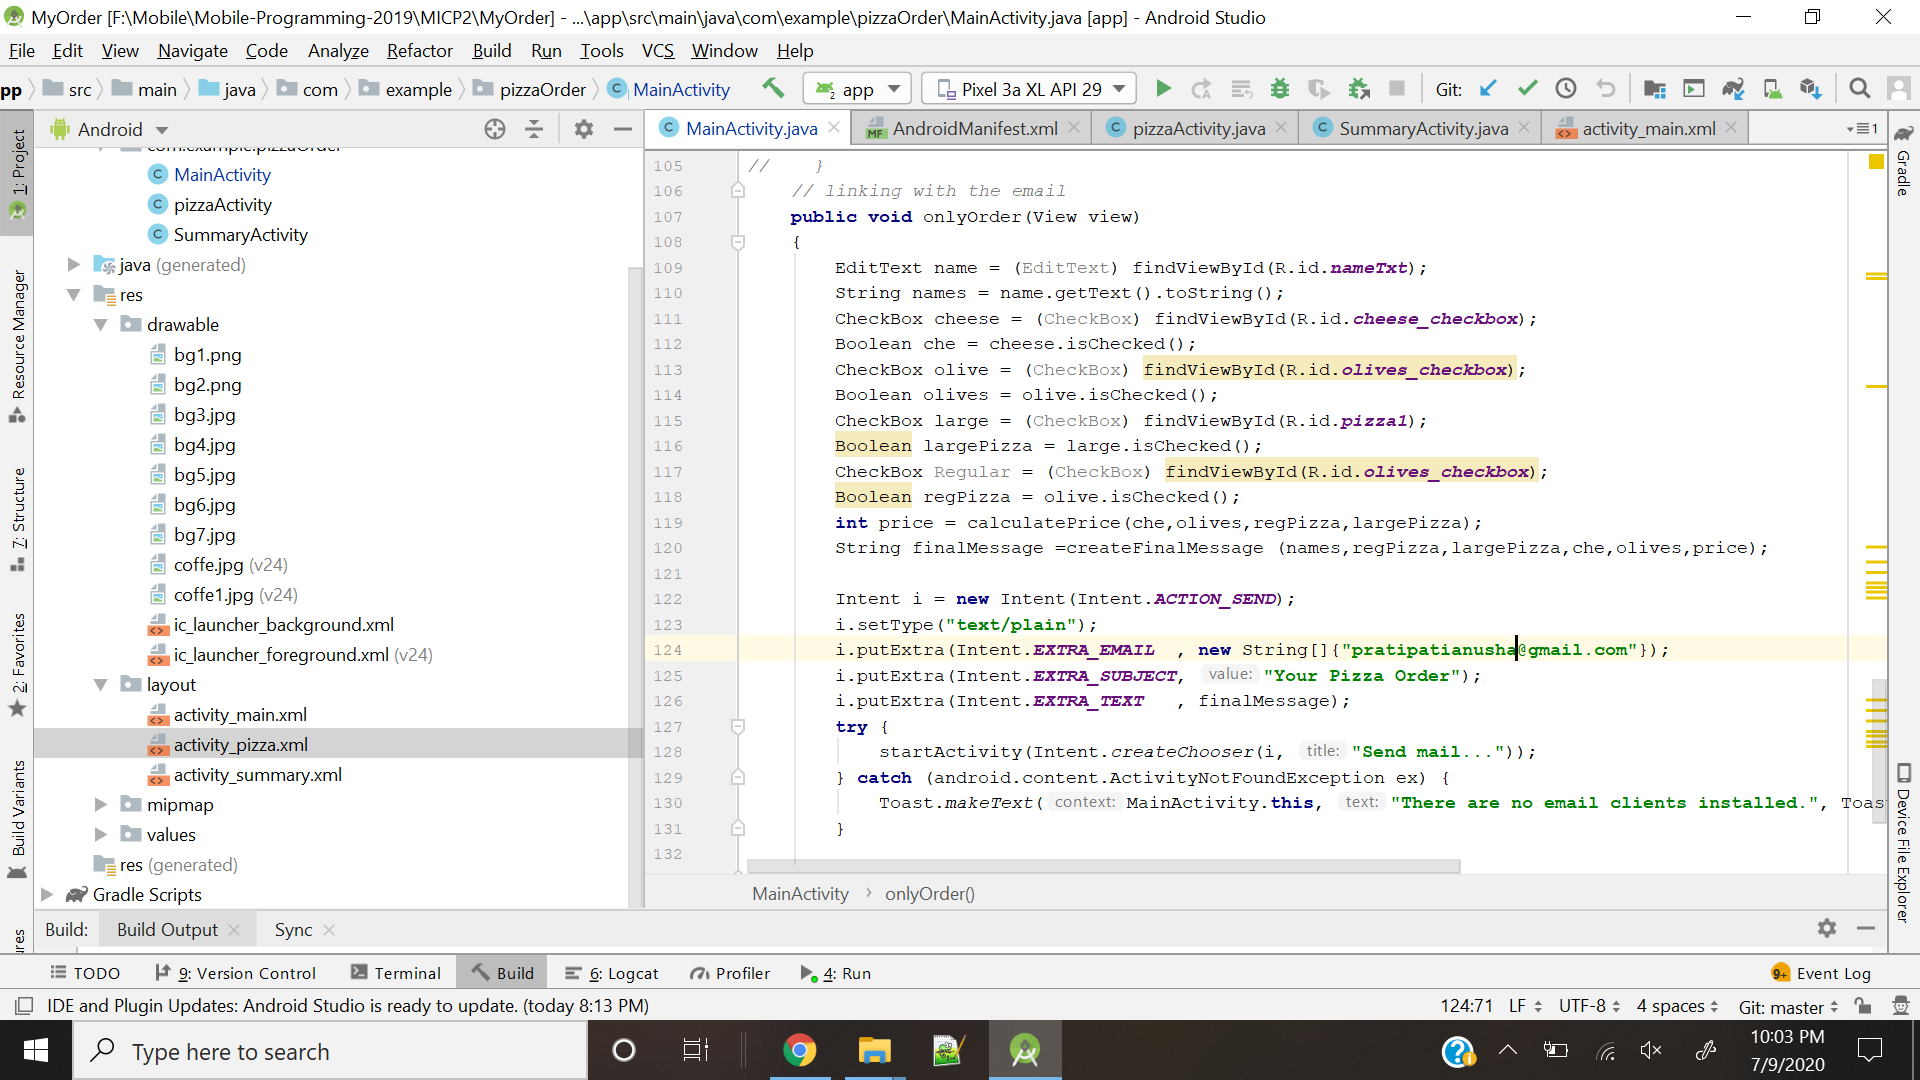 MyOrder [F:\Mobile\Mobile-Programming-2019\MICP2\MyOrder] - ...\app\src\main\java\com\example\pizzaOrder\MainActivity.java [app] - Android Studio
File Edit View Navigate Code Analyze Refactor Build Run Tools VCS Window Help
pp src main java com example pizzaOrder MainActivity app Pixel 3a XL API 29 Git:
Android
MainActivity.java AndroidManifest.xml pizzaActivity.java SummaryActivity.java activity_main.xml 1
1: Project
Resource Manager
7: Structure
2: Favorites
Build Variants
com.example.pizzaOrder
MainActivity
pizzaActivity
SummaryActivity
java (generated)
res
drawable
bg1.png
bg2.png
bg3.jpg
bg4.jpg
bg5.jpg
bg6.jpg
bg7.jpg
coffe.jpg (v24)
coffe1.jpg (v24)
ic_launcher_background.xml
ic_launcher_foreground.xml (v24)
layout
activity_main.xml
activity_pizza.xml
activity_summary.xml
mipmap
values
res (generated)
Gradle Scripts
105 // }
106 // linking with the email
107 public void onlyOrder(View view)
108 {
109 EditText name = (EditText) findViewById(R.id.nameTxt);
110 String names = name.getText().toString();
111 CheckBox cheese = (CheckBox) findViewById(R.id.cheese_checkbox);
112 Boolean che = cheese.isChecked();
113 CheckBox olive = (CheckBox) findViewById(R.id.olives_checkbox);
114 Boolean olives = olive.isChecked();
115 CheckBox large = (CheckBox) findViewById(R.id.pizza1);
116 Boolean largePizza = large.isChecked();
117 CheckBox Regular = (CheckBox) findViewById(R.id.olives_checkbox);
118 Boolean regPizza = olive.isChecked();
119 int price = calculatePrice(che,olives,regPizza,largePizza);
120 String finalMessage =createFinalMessage (names,regPizza,largePizza,che,olives,price);
121
122 Intent i = new Intent(Intent.ACTION_SEND);
123 i.setType("text/plain");
124 i.putExtra(Intent.EXTRA_EMAIL , new String[]{"pratipatianusha@gmail.com"});
125 i.putExtra(Intent.EXTRA_SUBJECT, value: "Your Pizza Order");
126 i.putExtra(Intent.EXTRA_TEXT , finalMessage);
127 try {
128 startActivity(Intent.createChooser(i, title: "Send mail..."));
129 } catch (android.content.ActivityNotFoundException ex) {
130 Toast.makeText( context: MainActivity.this, text: "There are no email clients installed.", Toas
131 }
132
MainActivity onlyOrder()
Gradle
Device File Explorer
Build: Build Output Sync
TODO 9: Version Control Terminal Build 6: Logcat Profiler 4: Run 9+ Event Log
IDE and Plugin Updates: Android Studio is ready to update. (today 8:13 PM) 124:71 LF UTF-8 4 spaces Git: master
Type here to search
10:03 PM
7/9/2020